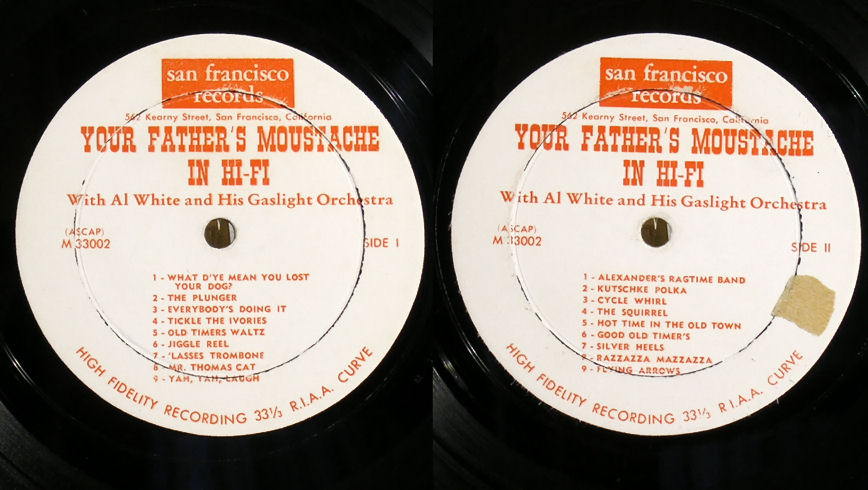 san francisco
records
562 Kearny Street, San Francisco, California
YOUR FATHER'S MOUSTACHE
IN HI-FI
With Al White and His Gaslight Orchestra
(ASCAP)
M 33002
SIDE I
1 - WHAT D'YE MEAN YOU LOST
YOUR DOG?
2 - THE PLUNGER
3 - EVERYBODY'S DOING IT
4 - TICKLE THE IVORIES
5 - OLD TIMERS WALTZ
6 - JIGGLE REEL
7 - 'LASSES TROMBONE
8 - MR. THOMAS CAT
9 - YAH, YAH, LAUGH
HIGH FIDELITY RECORDING 33⅓ R.I.A.A. CURVE
san francisco
records
562 Kearny Street, San Francisco, California
YOUR FATHER'S MOUSTACHE
IN HI-FI
With Al White and His Gaslight Orchestra
(ASCAP)
M 33002
SIDE II
1 - ALEXANDER'S RAGTIME BAND
2 - KUTSCHKE POLKA
3 - CYCLE WHIRL
4 - THE SQUIRREL
5 - HOT TIME IN THE OLD TOWN
6 - GOOD OLD TIMER'S
7 - SILVER HEELS
8 - RAZZAZZA MAZZAZZA
9 - FLYING ARROWS
HIGH FIDELITY RECORDING 33⅓ R.I.A.A. CURVE